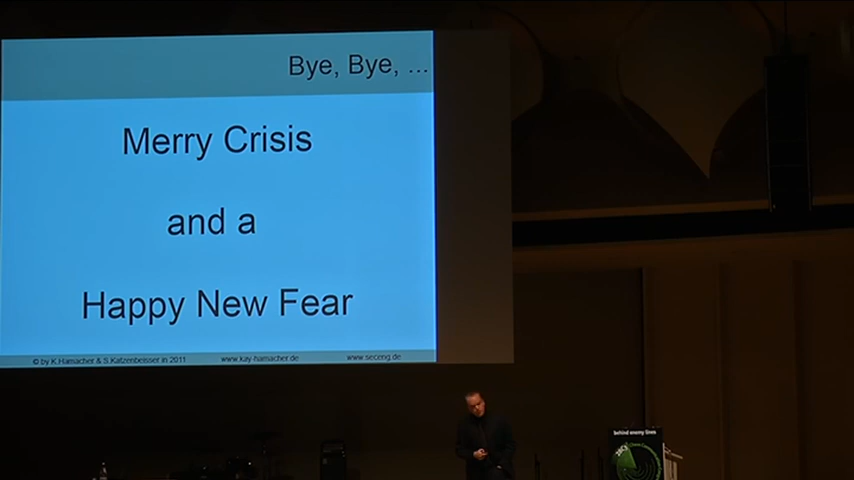 Bye, Bye, ...
Merry Crisis
and a
Happy New Fear
© by K.Hamacher & S.Katzenbeisser in 2011 www.kay-hamacher.de www.seceng.de
behind enemy lines
28C3